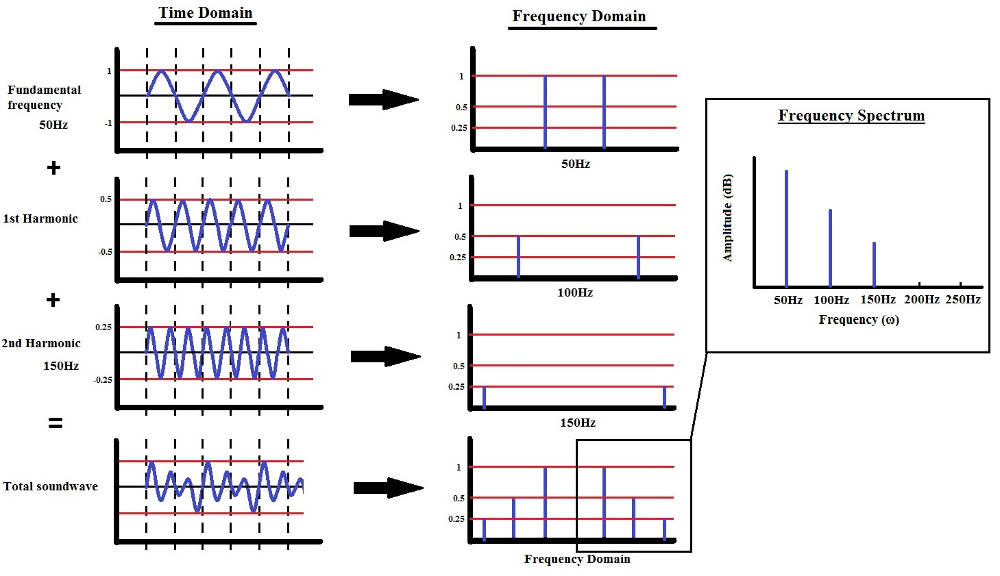 Time Domain
Frequency Domain
Fundamental
frequency
50Hz
1
-1
1
0.5
0.25
50Hz
+
1st Harmonic
0.5
-0.5
1
0.5
0.25
100Hz
+
2nd Harmonic
150Hz
0.25
-0.25
1
0.5
0.25
150Hz
=
Total soundwave
1
0.5
0.25
Frequency Domain
Frequency Spectrum
Amplitude (dB)
50Hz 100Hz 150Hz 200Hz 250Hz
Frequency (ω)